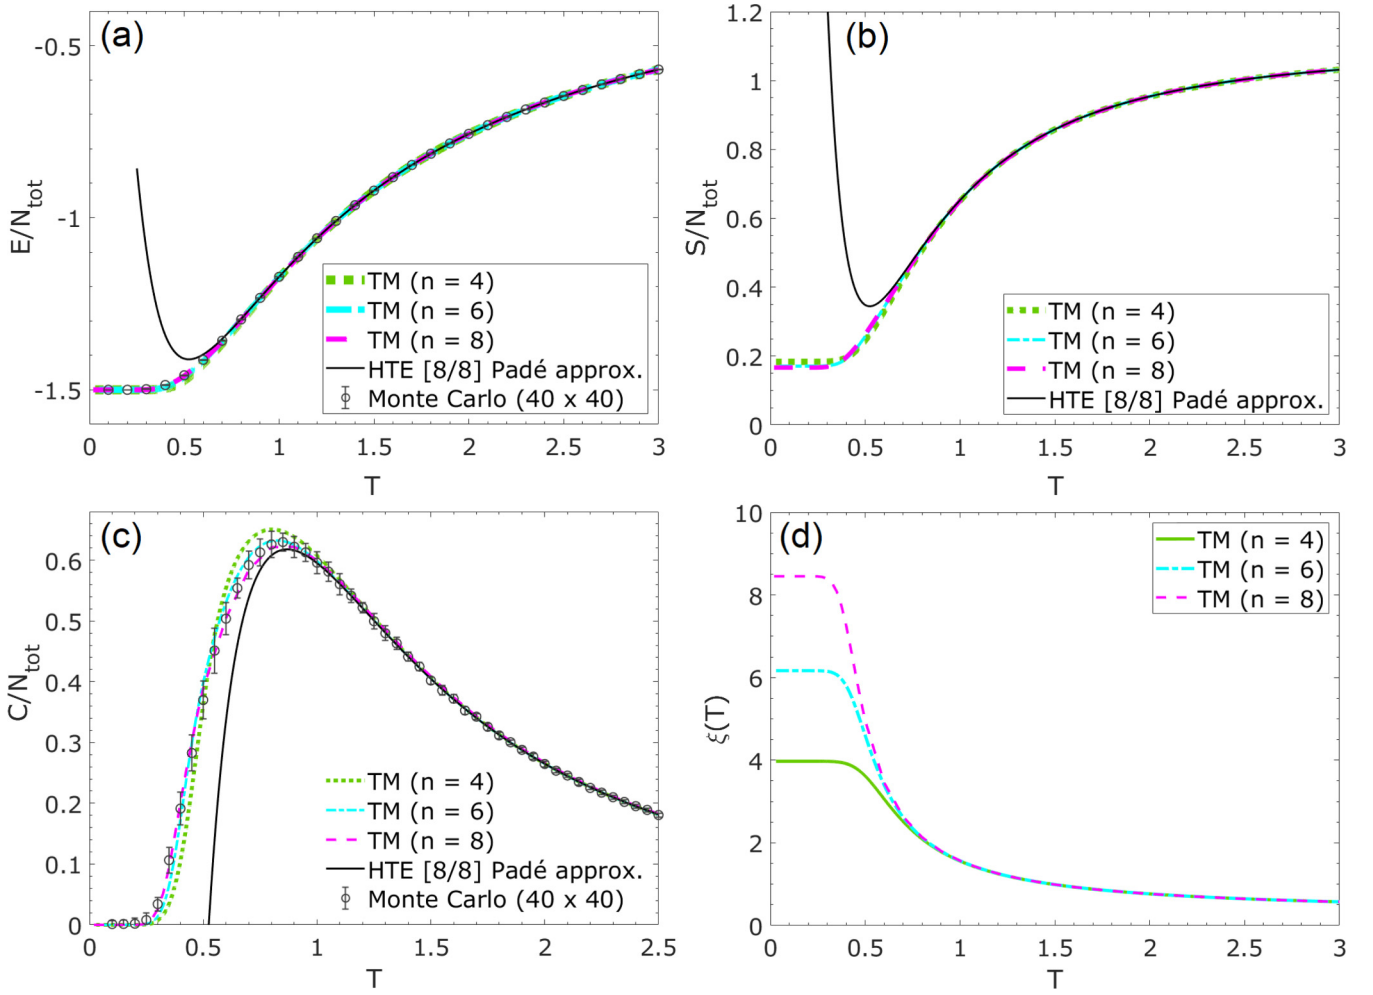 (a)
-0.5
-1
-1.5
E/Ntot
0 0.5 1 1.5 2 2.5 3
T
TM (n = 4)
TM (n = 6)
TM (n = 8)
HTE [8/8] Padé approx.
Monte Carlo (40 x 40)
(b)
1.2
1
0.8
0.6
0.4
0.2
0
S/Ntot
0 0.5 1 1.5 2 2.5 3
T
TM (n = 4)
TM (n = 6)
TM (n = 8)
HTE [8/8] Padé approx.
(c)
0.6
0.5
0.4
0.3
0.2
0.1
0
C/Ntot
0.5 1 1.5 2 2.5
T
TM (n = 4)
TM (n = 6)
TM (n = 8)
HTE [8/8] Padé approx.
Monte Carlo (40 x 40)
(d)
10
8
6
4
2
0
ξ(T)
0 0.5 1 1.5 2 2.5 3
T
TM (n = 4)
TM (n = 6)
TM (n = 8)